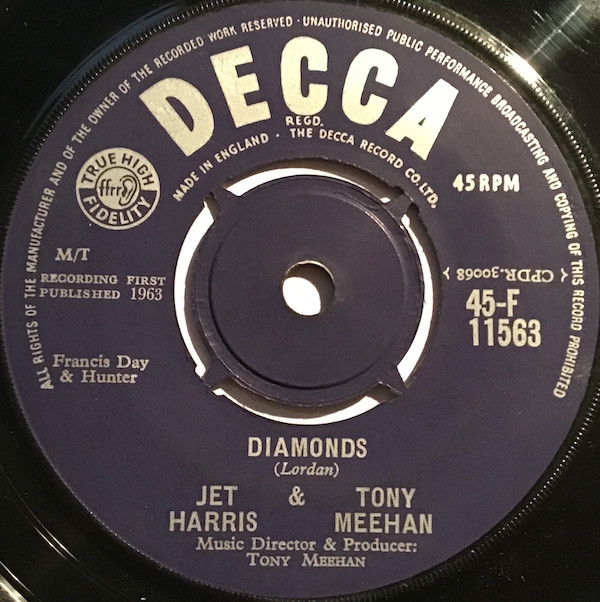 ALL RIGHTS OF THE MANUFACTURER AND OF THE OWNER OF THE RECORDED WORK RESERVED · UNAUTHORISED PUBLIC PERFORMANCE BROADCASTING AND COPYING OF THIS RECORD PROHIBITED
DECCA
REGD.
MADE IN ENGLAND · THE DECCA RECORD CO. LTD.
TRUE HIGH
ffrr
FIDELITY
45 RPM
M/T
RECORDING FIRST
PUBLISHED 1963
CPDR-30068
45-F
11563
Francis Day
& Hunter
DIAMONDS
(Lordan)
JET & TONY
HARRIS MEEHAN
Music Director & Producer:
TONY MEEHAN